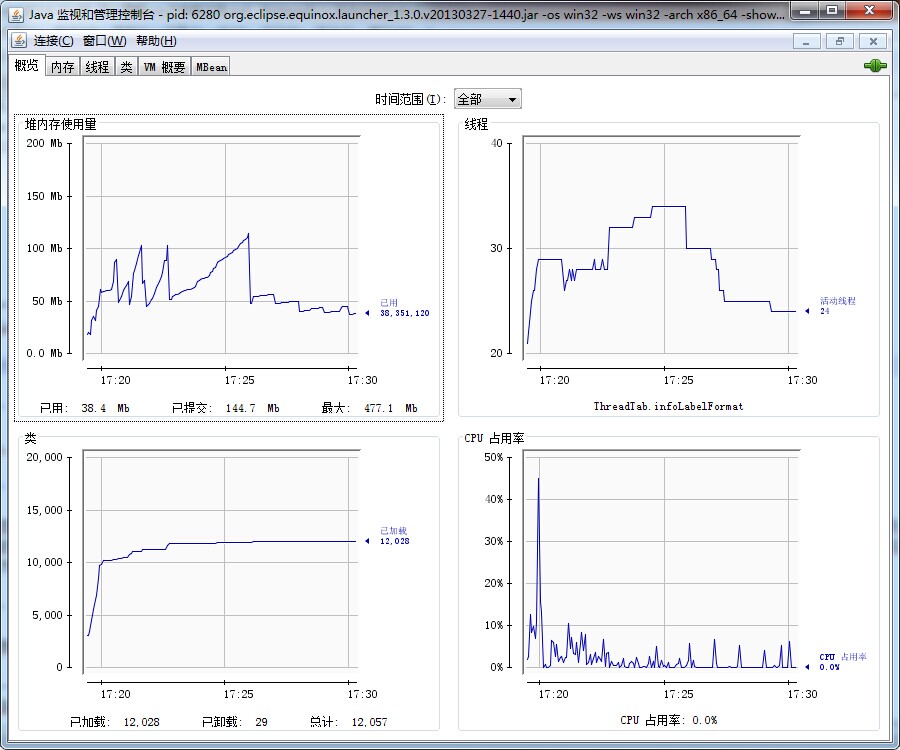 Java 监视和管理控制台 - pid: 6280 org.eclipse.equinox.launcher_1.3.0.v20130327-1440.jar -os win32 -ws win32 -arch x86_64 -show...
连接(C) 窗口(W) 帮助(H)
概览 内存 线程 类 VM 概要 MBean
时间范围(I): 全部
堆内存使用量
200 Mb
150 Mb
100 Mb
50 Mb
0.0 Mb
已用
38,351,120
17:20 17:25 17:30
已用: 38.4 Mb 已提交: 144.7 Mb 最大: 477.1 Mb
线程
40
30
20
活动线程
24
17:20 17:25 17:30
ThreadTab.infoLabelFormat
类
20,000
15,000
10,000
5,000
0
已加载
12,028
17:20 17:25 17:30
已加载: 12,028 已卸载: 29 总计: 12,057
CPU 占用率
50%
40%
30%
20%
10%
0%
CPU 占用率
0.0%
17:20 17:25 17:30
CPU 占用率: 0.0%